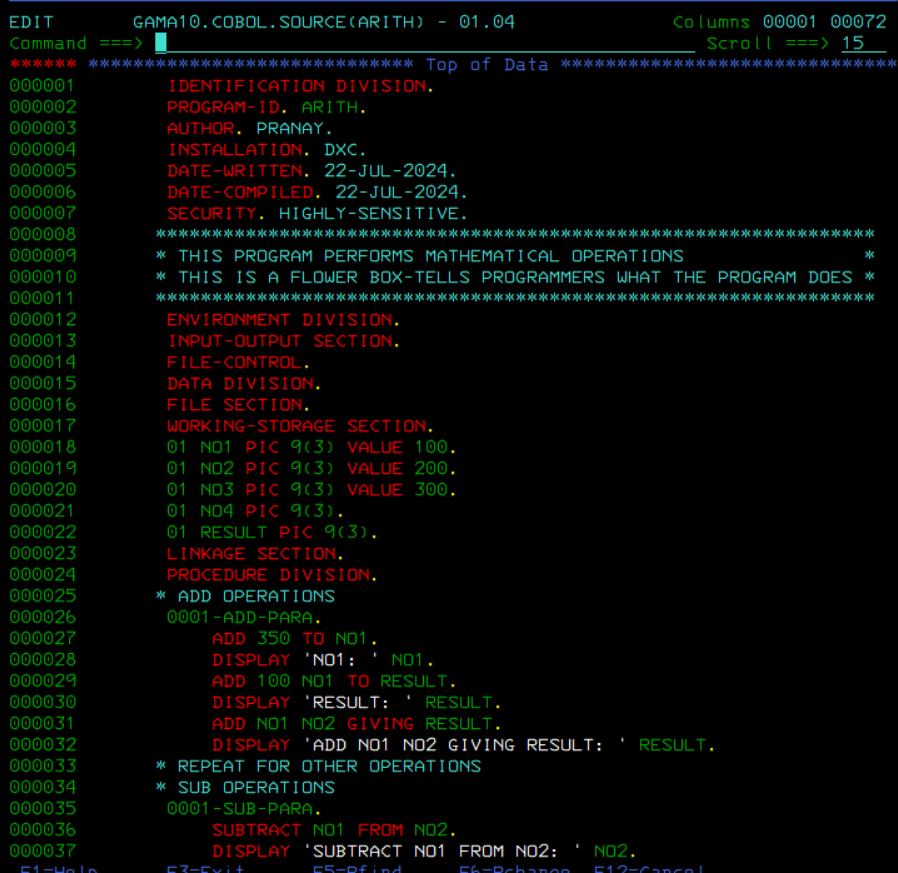 EDIT GAMA10.COBOL.SOURCE(ARITH) - 01.04 Columns 00001 00072
Command ===> Scroll ===> 15
****** ***************************** Top of Data ******************************
000001 IDENTIFICATION DIVISION.
000002 PROGRAM-ID. ARITH.
000003 AUTHOR. PRANAY.
000004 INSTALLATION. DXC.
000005 DATE-WRITTEN. 22-JUL-2024.
000006 DATE-COMPILED. 22-JUL-2024.
000007 SECURITY. HIGHLY-SENSITIVE.
000008 ****************************************************************
000009 * THIS PROGRAM PERFORMS MATHEMATICAL OPERATIONS *
000010 * THIS IS A FLOWER BOX-TELLS PROGRAMMERS WHAT THE PROGRAM DOES *
000011 ****************************************************************
000012 ENVIRONMENT DIVISION.
000013 INPUT-OUTPUT SECTION.
000014 FILE-CONTROL.
000015 DATA DIVISION.
000016 FILE SECTION.
000017 WORKING-STORAGE SECTION.
000018 01 NO1 PIC 9(3) VALUE 100.
000019 01 NO2 PIC 9(3) VALUE 200.
000020 01 NO3 PIC 9(3) VALUE 300.
000021 01 NO4 PIC 9(3).
000022 01 RESULT PIC 9(3).
000023 LINKAGE SECTION.
000024 PROCEDURE DIVISION.
000025 * ADD OPERATIONS
000026 0001-ADD-PARA.
000027 ADD 350 TO NO1.
000028 DISPLAY 'NO1: ' NO1.
000029 ADD 100 NO1 TO RESULT.
000030 DISPLAY 'RESULT: ' RESULT.
000031 ADD NO1 NO2 GIVING RESULT.
000032 DISPLAY 'ADD NO1 NO2 GIVING RESULT: ' RESULT.
000033 * REPEAT FOR OTHER OPERATIONS
000034 * SUB OPERATIONS
000035 0001-SUB-PARA.
000036 SUBTRACT NO1 FROM NO2.
000037 DISPLAY 'SUBTRACT NO1 FROM NO2: ' NO2.
F1=Help F3=Exit F5=Rfind F6=Rchange F12=Cancel